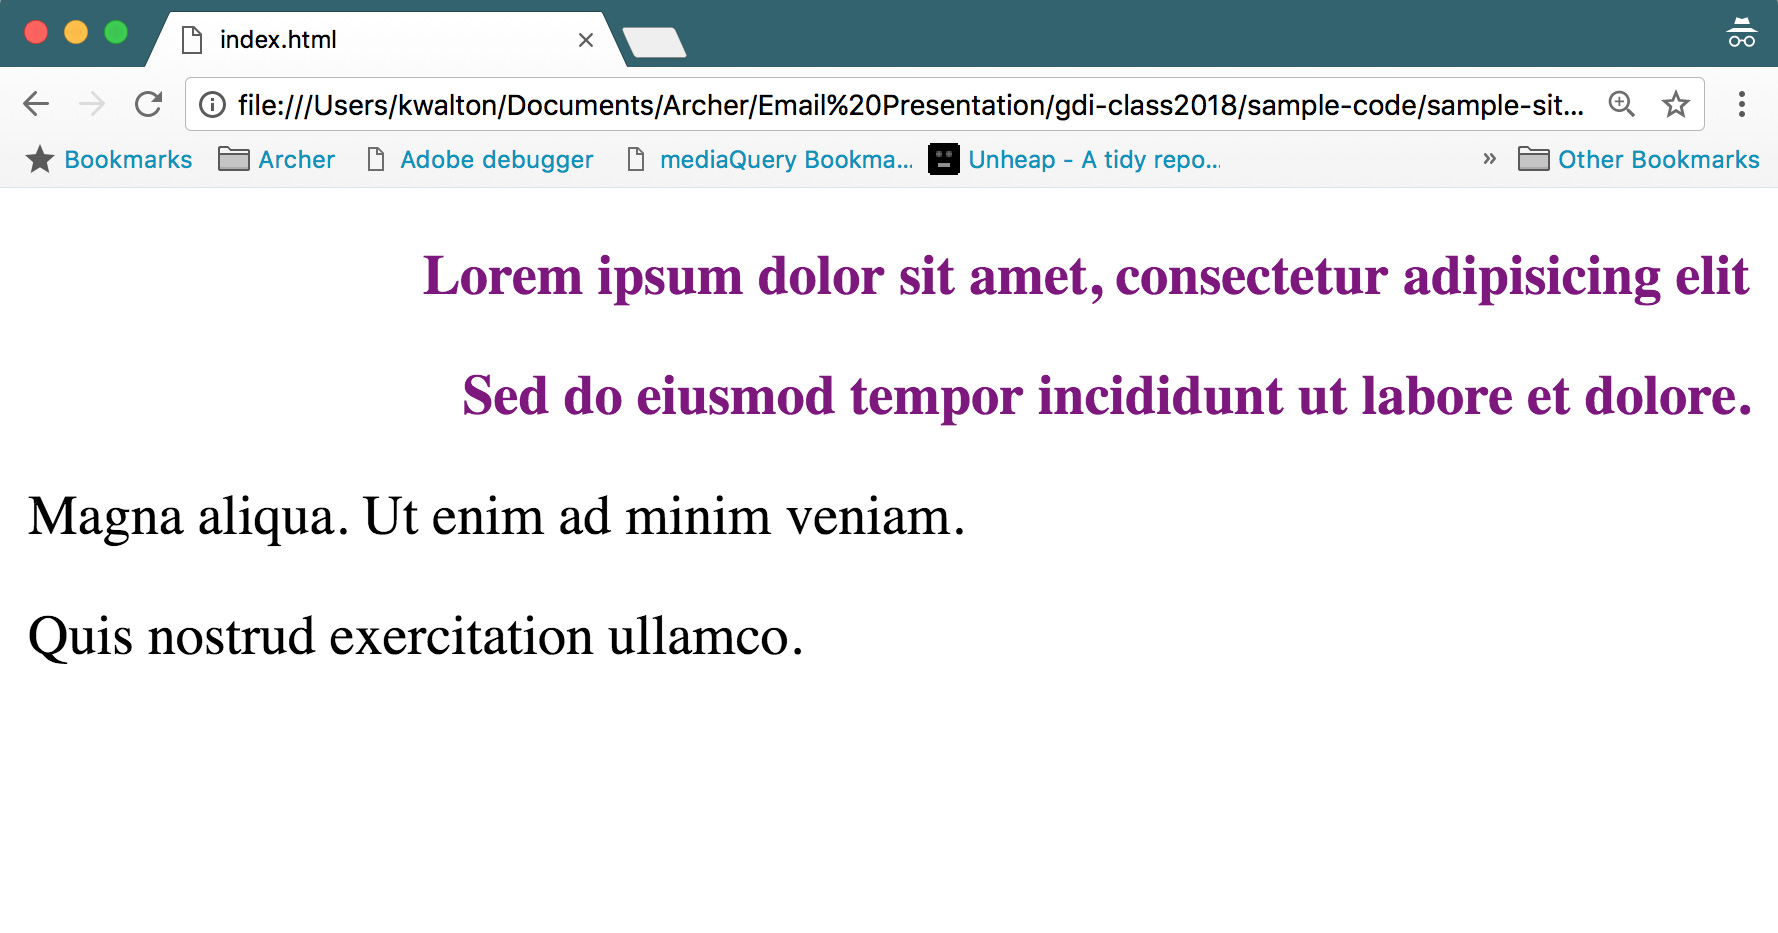 index.html
file:///Users/kwalton/Documents/Archer/Email%20Presentation/gdi-class2018/sample-code/sample-sit...
Bookmarks Archer Adobe debugger mediaQuery Bookma... Unheap - A tidy repo... » Other Bookmarks
Lorem ipsum dolor sit amet, consectetur adipisicing elit
Sed do eiusmod tempor incididunt ut labore et dolore.
Magna aliqua. Ut enim ad minim veniam.
Quis nostrud exercitation ullamco.